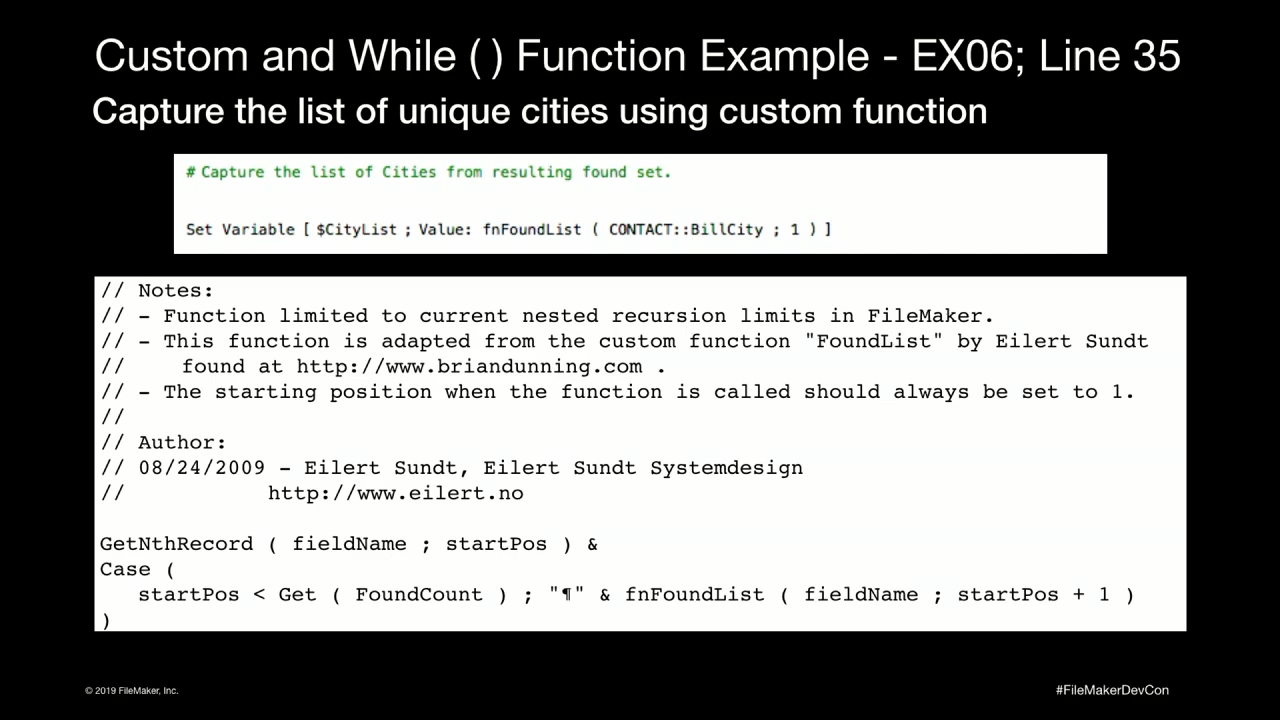 Custom and While ( ) Function Example - EX06; Line 35
Capture the list of unique cities using custom function
# Capture the list of Cities from resulting found set.
Set Variable [ $CityList ; Value: fnFoundList ( CONTACT::BillCity ; 1 ) ]
// Notes:
// - Function limited to current nested recursion limits in FileMaker.
// - This function is adapted from the custom function "FoundList" by Eilert Sundt
//     found at http://www.briandunning.com .
// - The starting position when the function is called should always be set to 1.
//
// Author:
// 08/24/2009 - Eilert Sundt, Eilert Sundt Systemdesign
//            http://www.eilert.no
GetNthRecord ( fieldName ; startPos ) &
Case (
   startPos < Get ( FoundCount ) ; "¶" & fnFoundList ( fieldName ; startPos + 1 )
)
© 2019 FileMaker, Inc.
#FileMakerDevCon